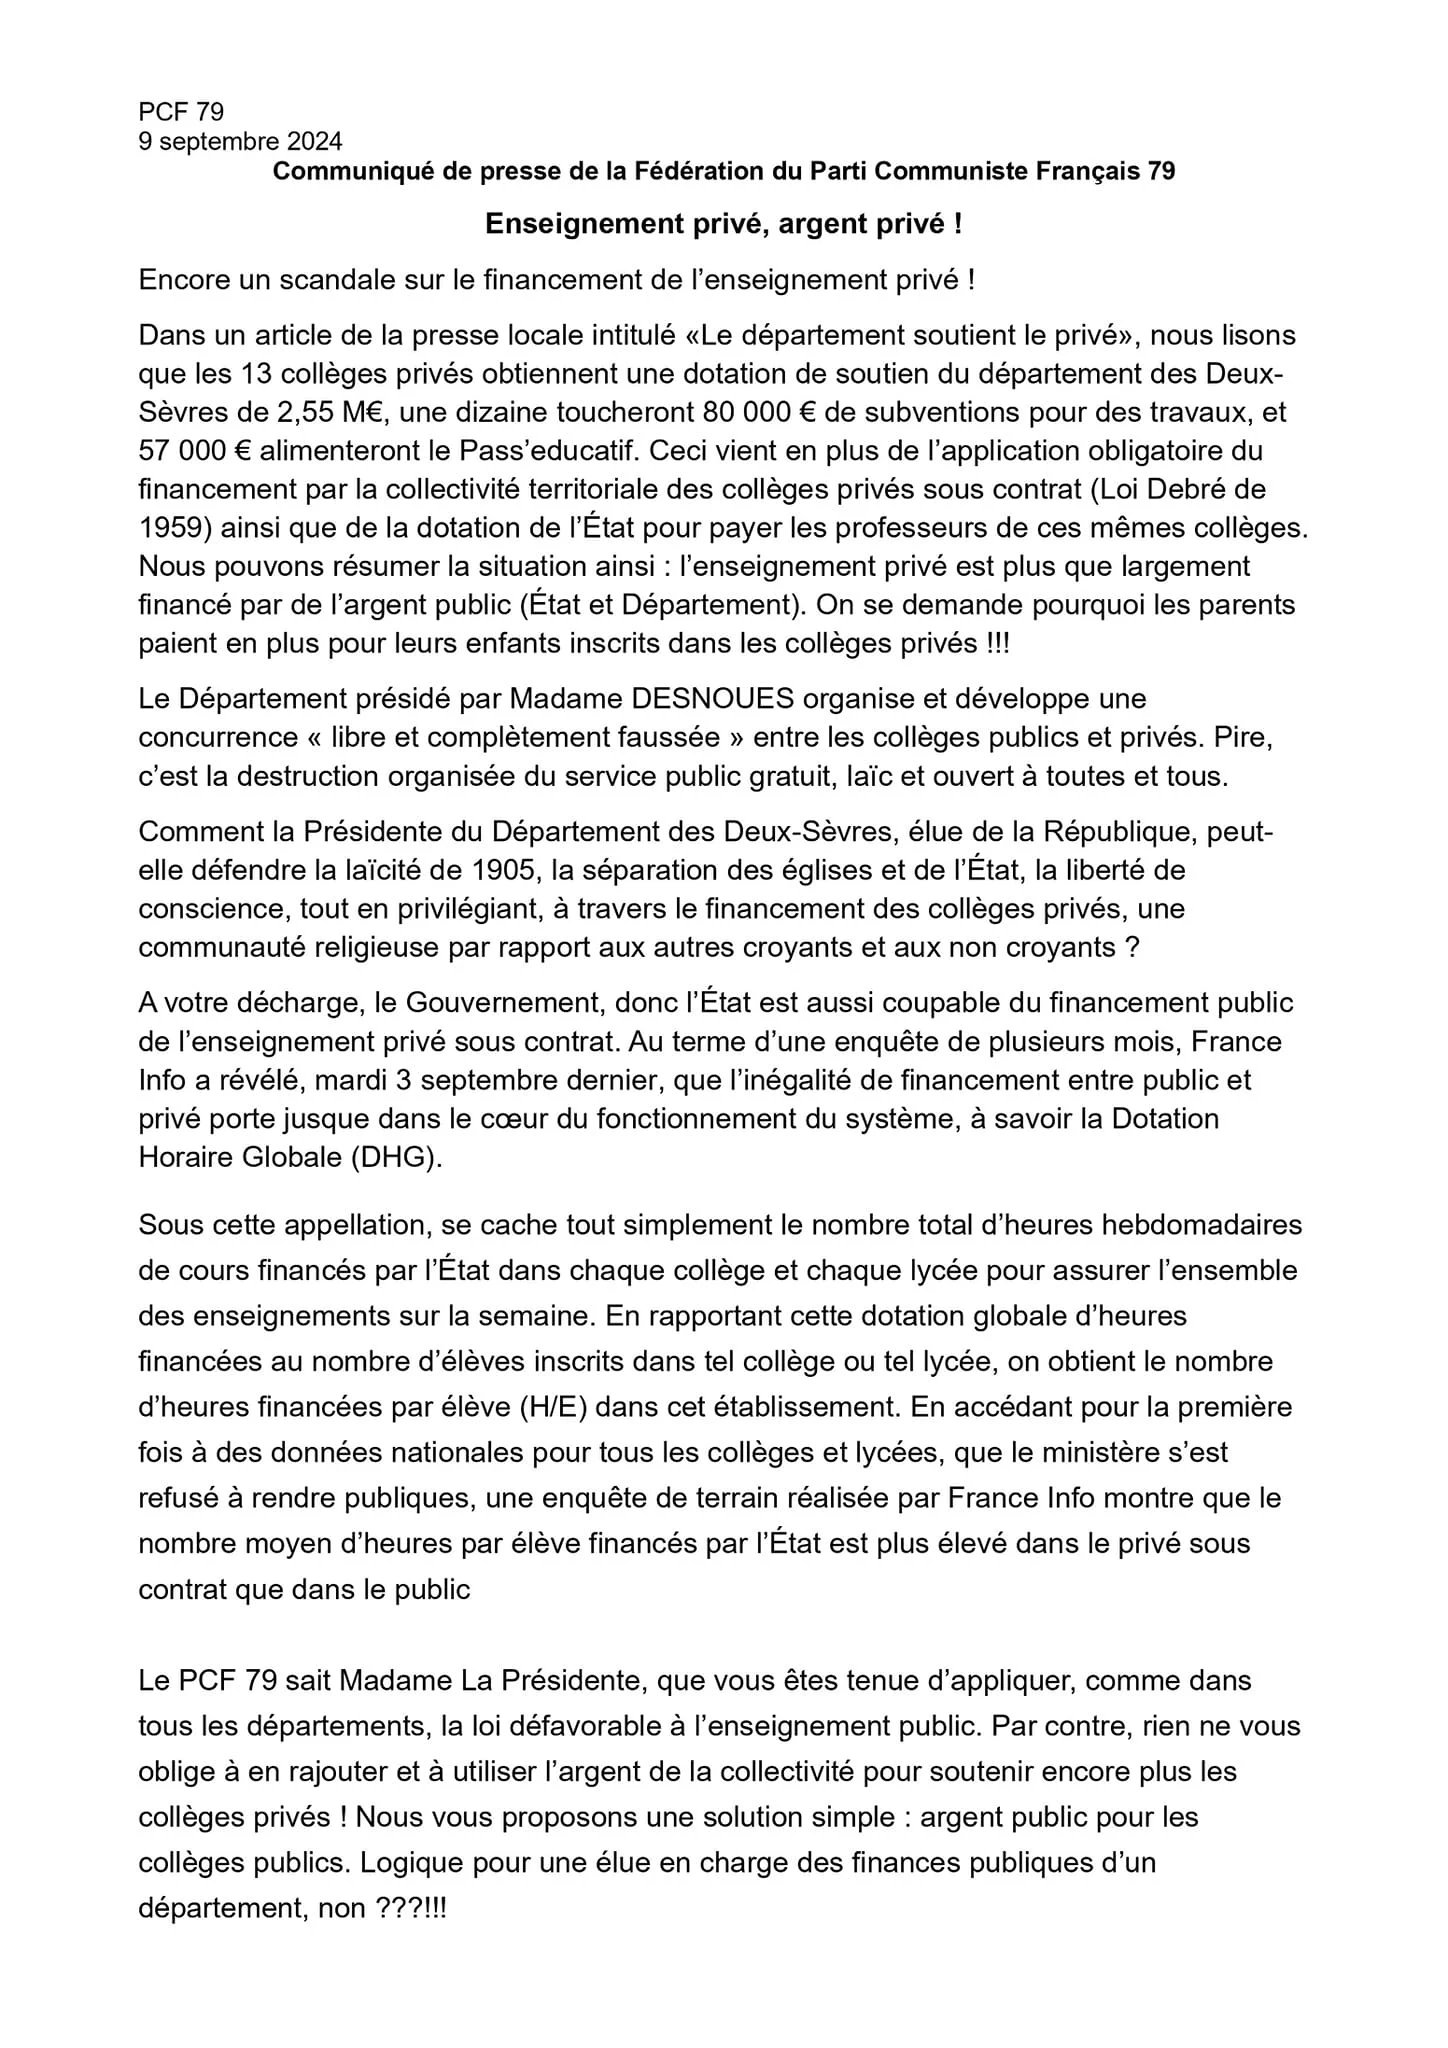 PCF 79
9 septembre 2024
Communiqué de presse de la Fédération du Parti Communiste Français 79
Enseignement privé, argent privé !
Encore un scandale sur le financement de l’enseignement privé !
Dans un article de la presse locale intitulé «Le département soutient le privé», nous lisons
que les 13 collèges privés obtiennent une dotation de soutien du département des Deux-
Sèvres de 2,55 M€, une dizaine toucheront 80 000 € de subventions pour des travaux, et
57 000 € alimenteront le Pass’educatif. Ceci vient en plus de l’application obligatoire du
financement par la collectivité territoriale des collèges privés sous contrat (Loi Debré de
1959) ainsi que de la dotation de l’État pour payer les professeurs de ces mêmes collèges.
Nous pouvons résumer la situation ainsi : l’enseignement privé est plus que largement
financé par de l’argent public (État et Département). On se demande pourquoi les parents
paient en plus pour leurs enfants inscrits dans les collèges privés !!!
Le Département présidé par Madame DESNOUES organise et développe une
concurrence « libre et complètement faussée » entre les collèges publics et privés. Pire,
c’est la destruction organisée du service public gratuit, laïc et ouvert à toutes et tous.
Comment la Présidente du Département des Deux-Sèvres, élue de la République, peut-
elle défendre la laïcité de 1905, la séparation des églises et de l’État, la liberté de
conscience, tout en privilégiant, à travers le financement des collèges privés, une
communauté religieuse par rapport aux autres croyants et aux non croyants ?
A votre décharge, le Gouvernement, donc l’État est aussi coupable du financement public
de l’enseignement privé sous contrat. Au terme d’une enquête de plusieurs mois, France
Info a révélé, mardi 3 septembre dernier, que l’inégalité de financement entre public et
privé porte jusque dans le cœur du fonctionnement du système, à savoir la Dotation
Horaire Globale (DHG).
Sous cette appellation, se cache tout simplement le nombre total d’heures hebdomadaires
de cours financés par l’État dans chaque collège et chaque lycée pour assurer l’ensemble
des enseignements sur la semaine. En rapportant cette dotation globale d’heures
financées au nombre d’élèves inscrits dans tel collège ou tel lycée, on obtient le nombre
d’heures financées par élève (H/E) dans cet établissement. En accédant pour la première
fois à des données nationales pour tous les collèges et lycées, que le ministère s’est
refusé à rendre publiques, une enquête de terrain réalisée par France Info montre que le
nombre moyen d’heures par élève financés par l’État est plus élevé dans le privé sous
contrat que dans le public
Le PCF 79 sait Madame La Présidente, que vous êtes tenue d’appliquer, comme dans
tous les départements, la loi défavorable à l’enseignement public. Par contre, rien ne vous
oblige à en rajouter et à utiliser l’argent de la collectivité pour soutenir encore plus les
collèges privés ! Nous vous proposons une solution simple : argent public pour les
collèges publics. Logique pour une élue en charge des finances publiques d’un
département, non ???!!!